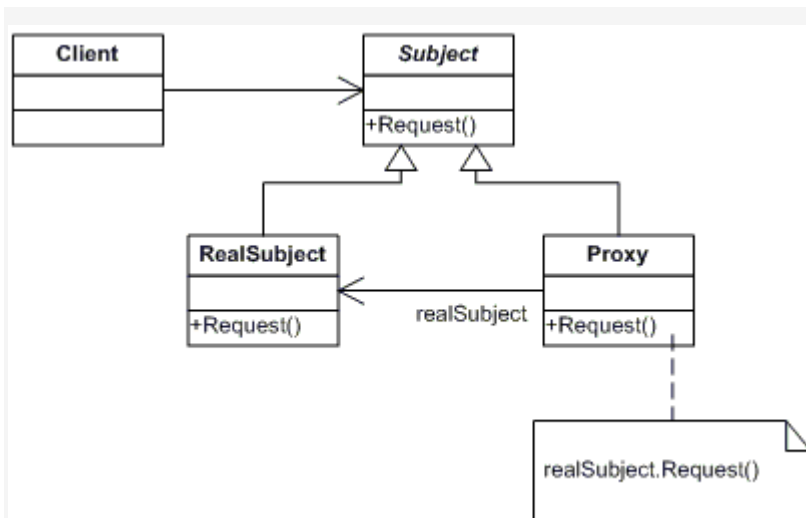 Client
Subject
+Request()
RealSubject
Proxy
realSubject
+Request()
+Request()
realSubject.Request()